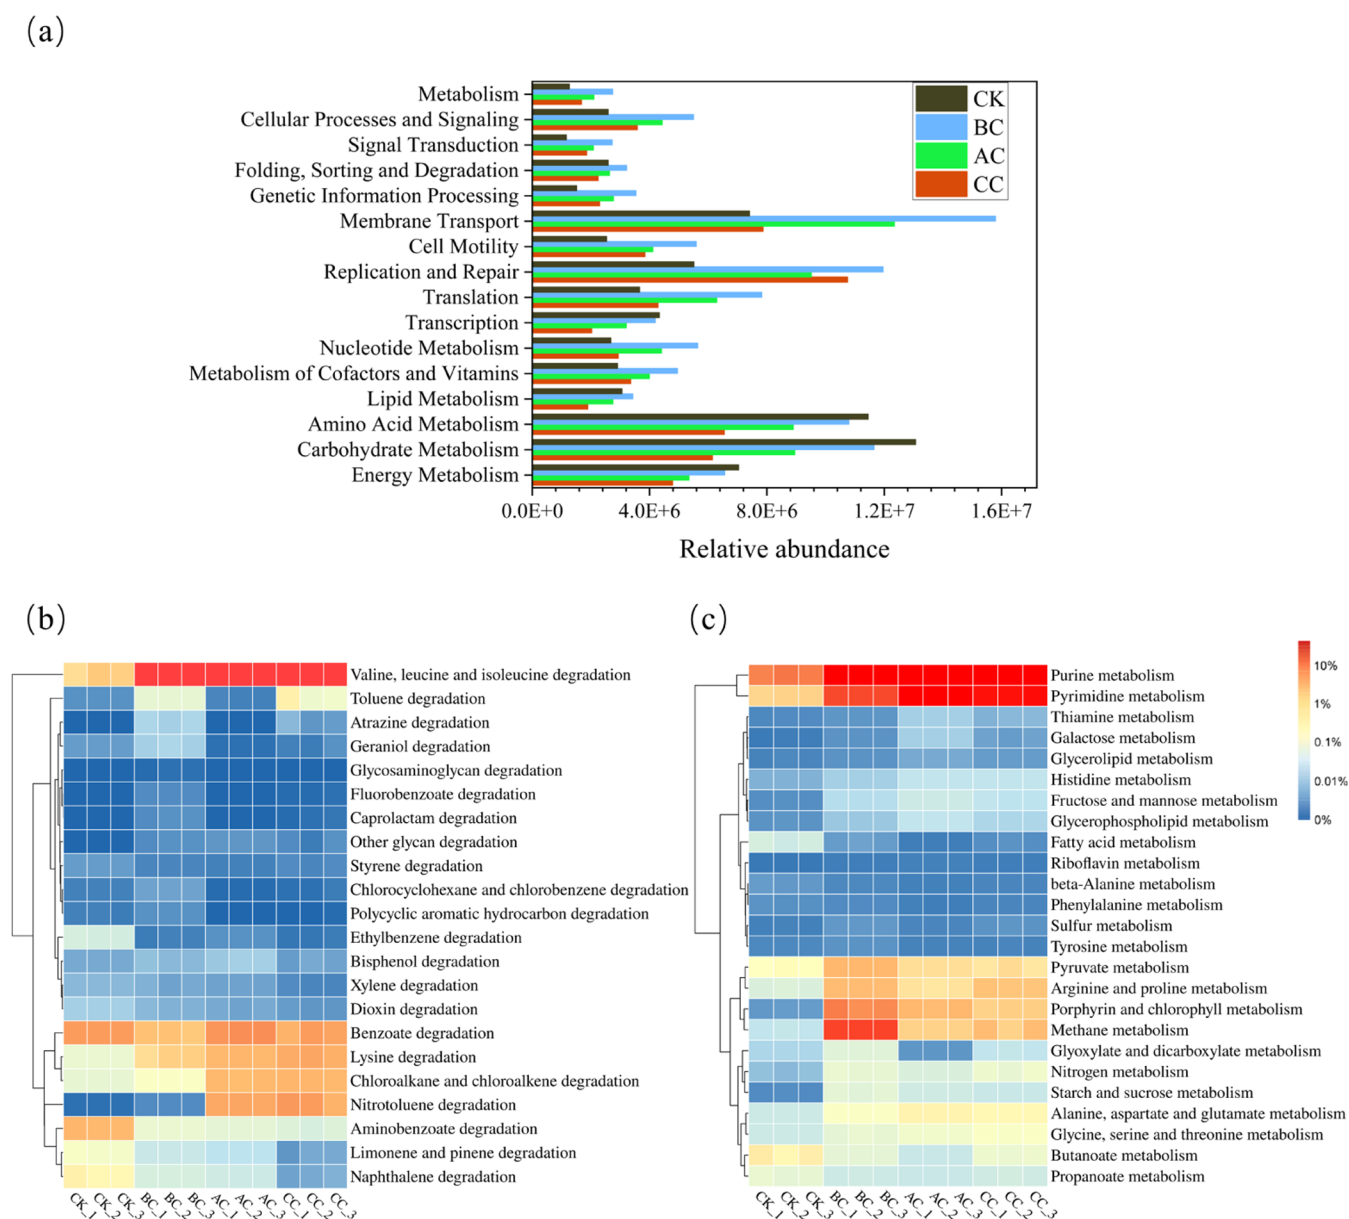 (a)
CK
BC
AC
CC
Metabolism
Cellular Processes and Signaling
Signal Transduction
Folding, Sorting and Degradation
Genetic Information Processing
Membrane Transport
Cell Motility
Replication and Repair
Translation
Transcription
Nucleotide Metabolism
Metabolism of Cofactors and Vitamins
Lipid Metabolism
Amino Acid Metabolism
Carbohydrate Metabolism
Energy Metabolism
0.0E+0 4.0E+6 8.0E+6 1.2E+7 1.6E+7
Relative abundance
(b)
Valine, leucine and isoleucine degradation
Toluene degradation
Atrazine degradation
Geraniol degradation
Glycosaminoglycan degradation
Fluorobenzoate degradation
Caprolactam degradation
Other glycan degradation
Styrene degradation
Chlorocyclohexane and chlorobenzene degradation
Polycyclic aromatic hydrocarbon degradation
Ethylbenzene degradation
Bisphenol degradation
Xylene degradation
Dioxin degradation
Benzoate degradation
Lysine degradation
Chloroalkane and chloroalkene degradation
Nitrotoluene degradation
Aminobenzoate degradation
Limonene and pinene degradation
Naphthalene degradation
CK_1 CK_2 CK_3 BC_1 BC_2 BC_3 AC_1 AC_2 AC_3 CC_1 CC_2 CC_3
(c)
Purine metabolism
Pyrimidine metabolism
Thiamine metabolism
Galactose metabolism
Glycerolipid metabolism
Histidine metabolism
Fructose and mannose metabolism
Glycerophospholipid metabolism
Fatty acid metabolism
Riboflavin metabolism
beta-Alanine metabolism
Phenylalanine metabolism
Sulfur metabolism
Tyrosine metabolism
Pyruvate metabolism
Arginine and proline metabolism
Porphyrin and chlorophyll metabolism
Methane metabolism
Glyoxylate and dicarboxylate metabolism
Nitrogen metabolism
Starch and sucrose metabolism
Alanine, aspartate and glutamate metabolism
Glycine, serine and threonine metabolism
Butanoate metabolism
Propanoate metabolism
CK_1 CK_2 CK_3 BC_1 BC_2 BC_3 AC_1 AC_2 AC_3 CC_1 CC_2 CC_3
10%
1%
0.1%
0.01%
0%